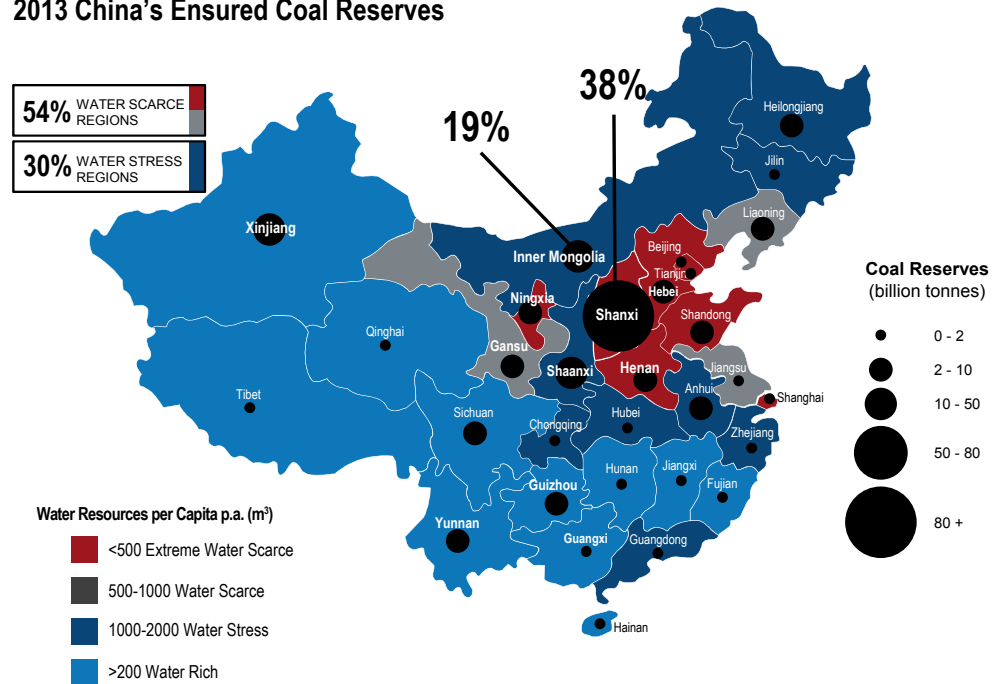 2013 China's Ensured Coal Reserves
54% WATER SCARCE
REGIONS
30% WATER STRESS
REGIONS
19%
38%
Heilongjiang
Jilin
Liaoning
Xinjiang
Inner Mongolia
Beijing
Tianjin
Hebei
Ningxia
Shanxi
Shandong
Qinghai
Gansu
Shaanxi
Henan
Jiangsu
Tibet
Anhui
Shanghai
Sichuan
Chongqing
Hubei
Zhejiang
Hunan
Jiangxi
Fujian
Guizhou
Yunnan
Guangxi
Guangdong
Hainan
Coal Reserves
(billion tonnes)
0 - 2
2 - 10
10 - 50
50 - 80
80 +
Water Resources per Capita p.a. (m³)
<500 Extreme Water Scarce
500-1000 Water Scarce
1000-2000 Water Stress
>200 Water Rich